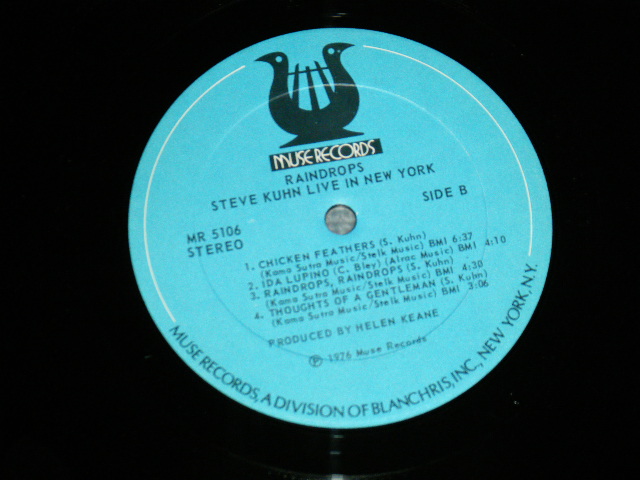 MUSE RECORDS
RAINDROPS
STEVE KUHN LIVE IN NEW YORK
SIDE B
MR 5106
STEREO
1. CHICKEN FEATHERS (S. Kuhn)
(Kama Sutra Music/Stelk Music) BMI 6:37
2. IDA LUPINO (C. Bley) (Alrac Music) BMI 4:10
3. RAINDROPS, RAINDROPS (S. Kuhn)
(Kama Sutra Music/Stelk Music) BMI 4:30
4. THOUGHTS OF A GENTLEMAN (S. Kuhn)
(Kama Sutra Music/Stelk Music) BMI 3:06
PRODUCED BY HELEN KEANE
℗ 1976 Muse Records
MUSE RECORDS, A DIVISION OF BLANCHRIS, INC., NEW YORK, N.Y.